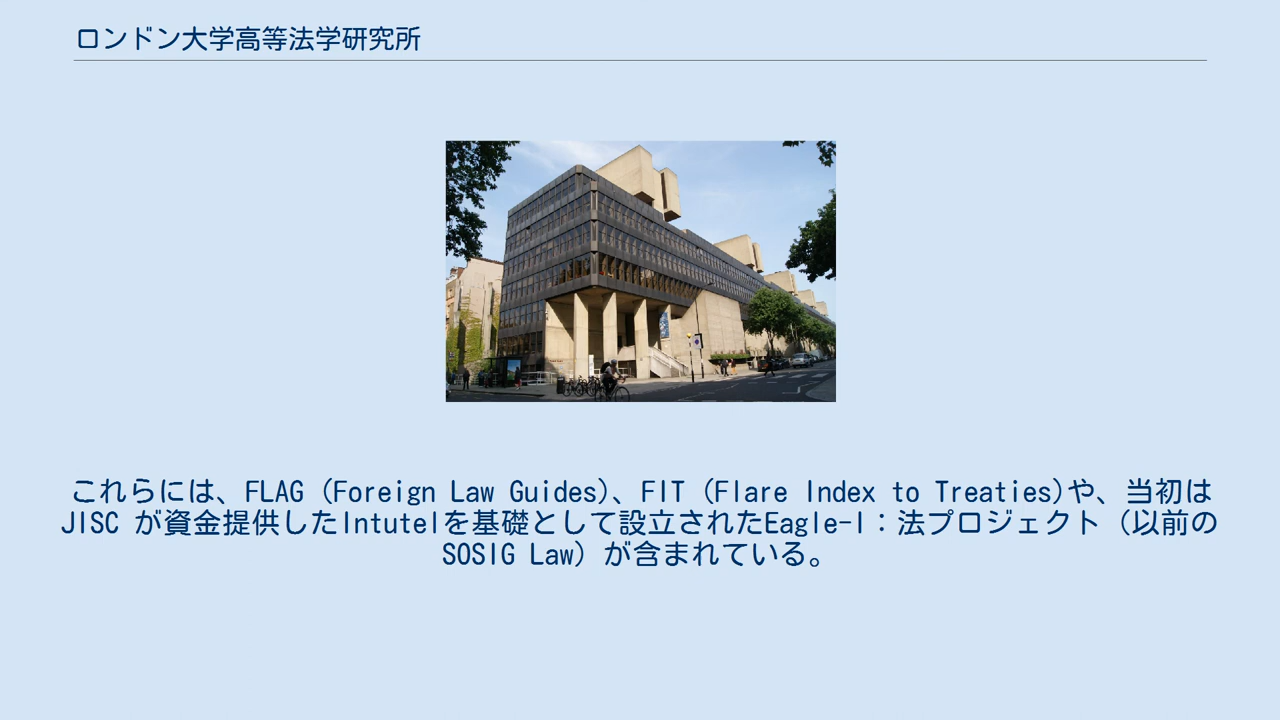 ロンドン大学高等法学研究所
これらには、FLAG (Foreign Law Guides)、FIT (Flare Index to Treaties)や、当初は
JISC が資金提供したIntutelを基礎として設立されたEagle-I：法プロジェクト（以前の
SOSIG Law）が含まれている。